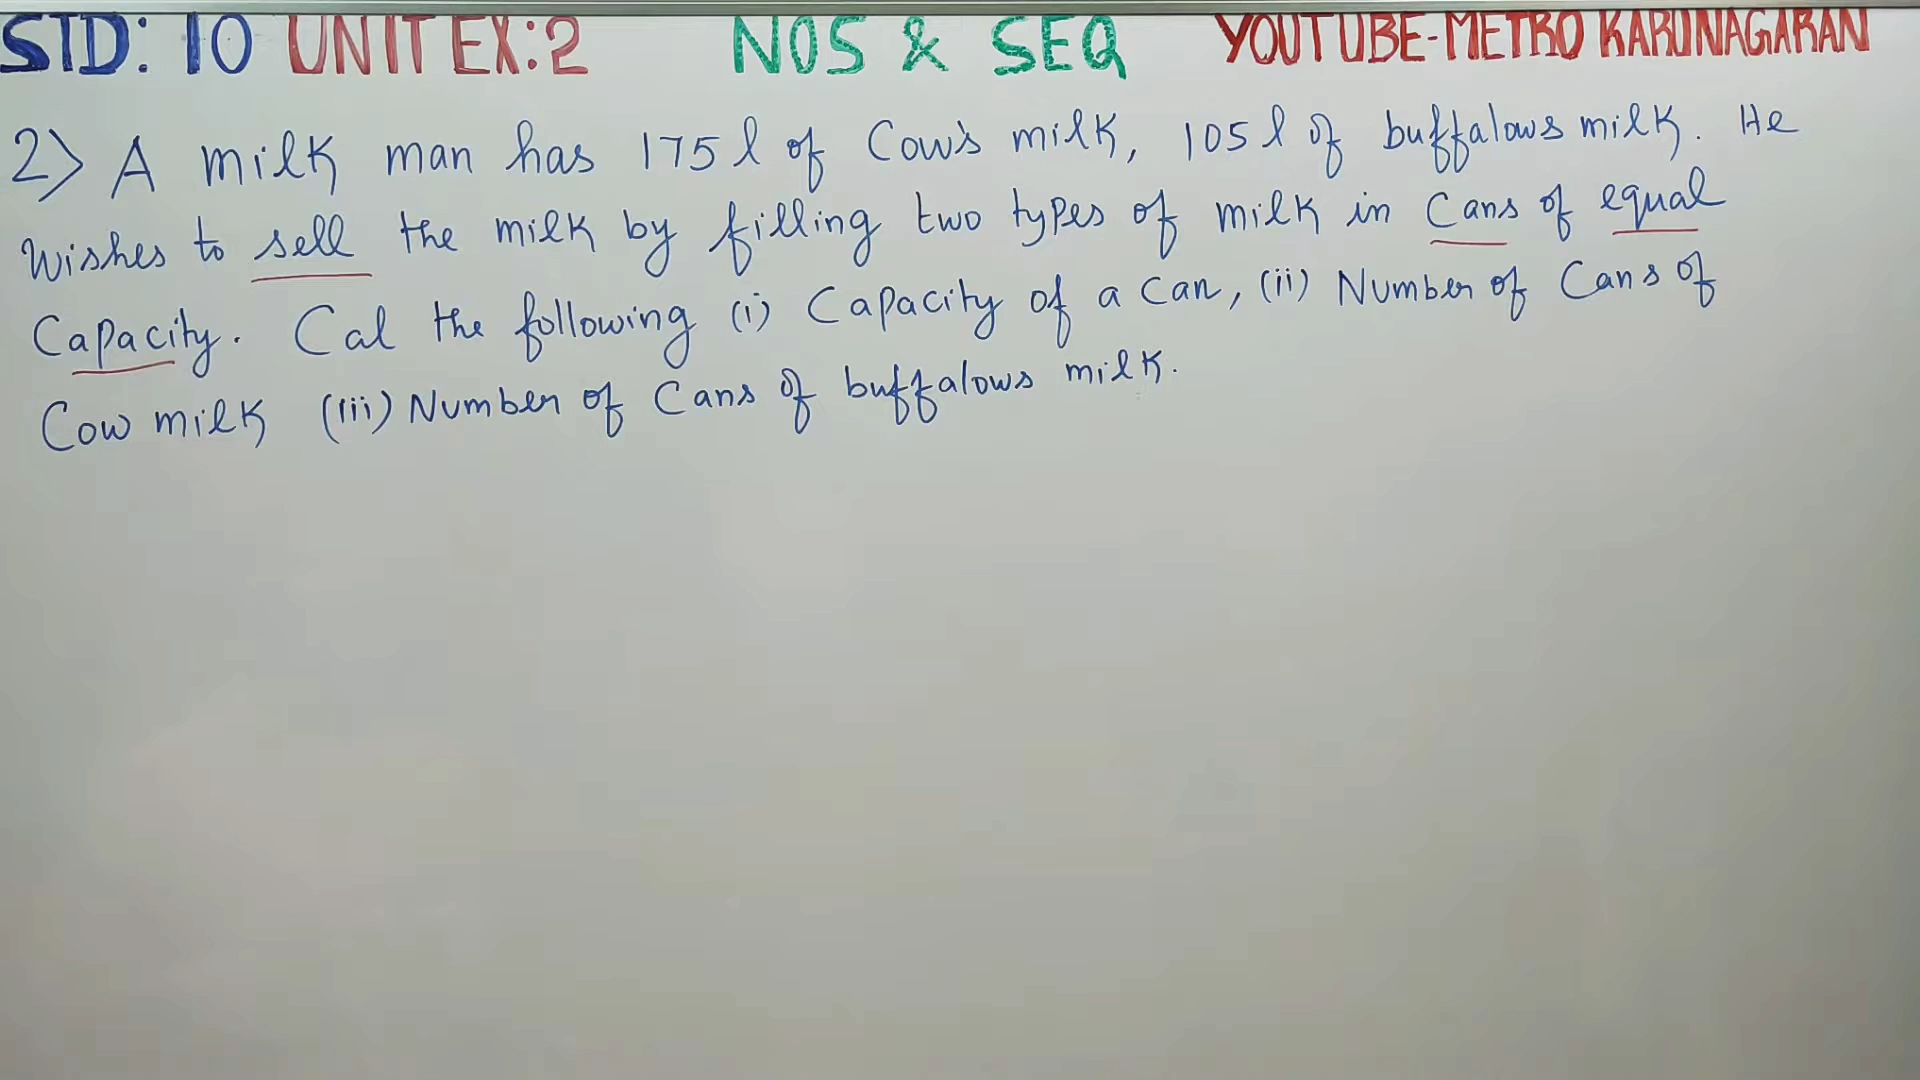 STD: 10 UNIT EX:2 NOS & SEQ YOUTUBE-METRO KARUNAGARAN
2) A milk man has 175 l of Cow's milk, 105 l of buffalows milk. He
Wishes to sell the milk by filling two types of milk in Cans of equal
Capacity. Cal the following (i) Capacity of a Can, (ii) Number of Cans of
Cow milk (iii) Number of Cans of buffalows milk.